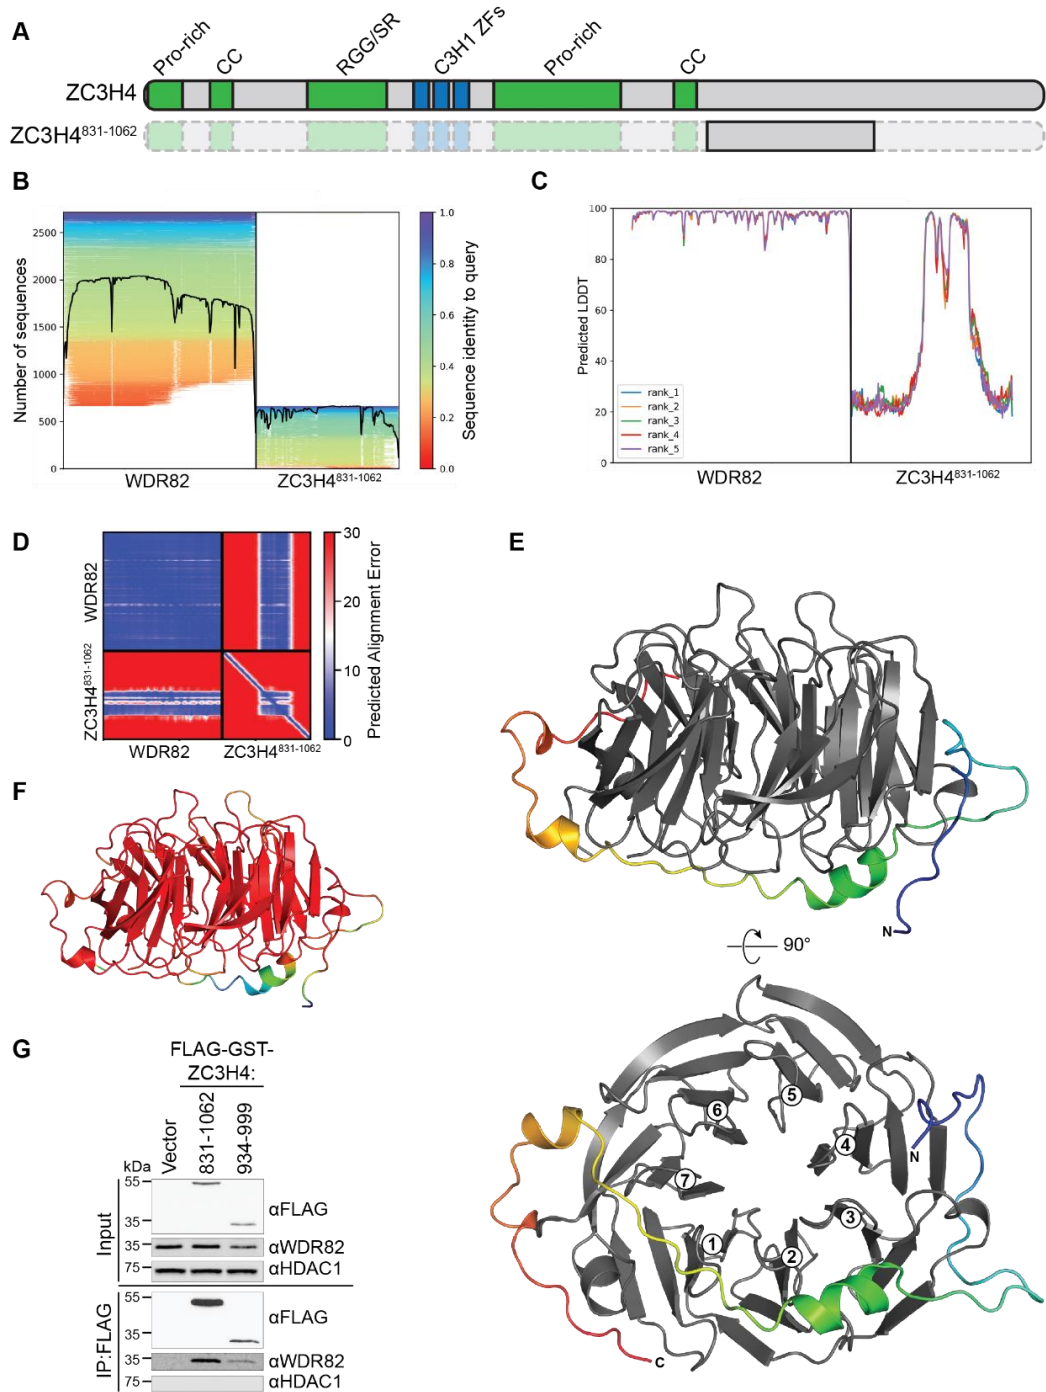 A
Pro-rich
CC
RGG/SR
C3H1 ZFs
Pro-rich
CC
ZC3H4
ZC3H4831-1062
B
Number of sequences
2500
2000
1500
1000
500
0
WDR82
ZC3H4831-1062
1.0
0.8
0.6
0.4
0.2
0.0
Sequence identity to query
C
Predicted LDDT
100
80
60
40
20
0
rank_1
rank_2
rank_3
rank_4
rank_5
WDR82
ZC3H4831-1062
D
WDR82
ZC3H4831-1062
WDR82
ZC3H4831-1062
30
20
10
0
Predicted Alignment Error
E
N
90°
1
2
3
4
5
6
7
N
C
F
G
FLAG-GST-
ZC3H4:
Vector
831-1062
934-999
kDa
Input
55
35
αFLAG
35
αWDR82
75
αHDAC1
IP:FLAG
55
35
αFLAG
35
αWDR82
75
αHDAC1